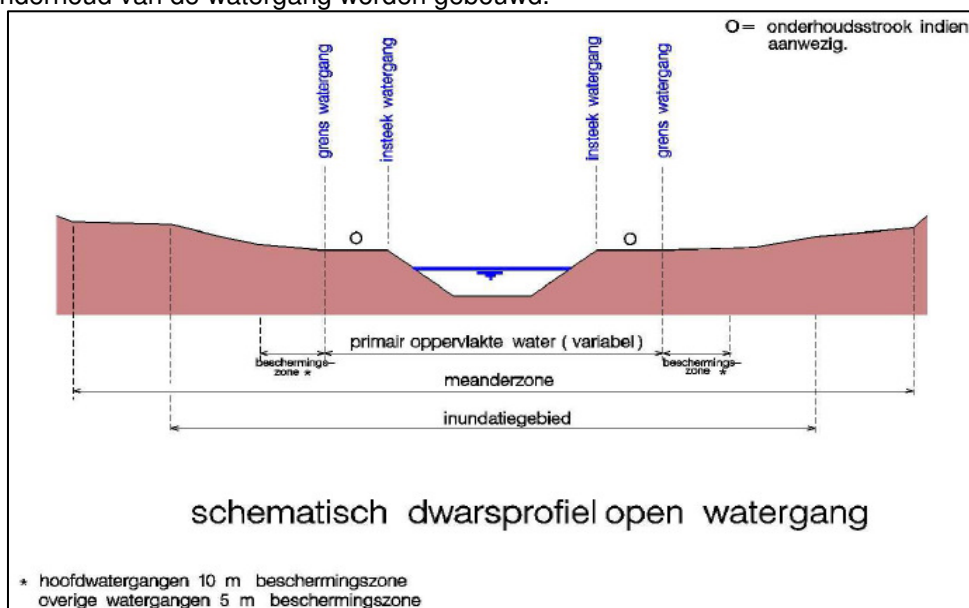 nderhoud van de watergang worden gebouwd.
O= onderhoudsstrook indien
aanwezig.
grens watergang
insteek watergang
insteek watergang
grens watergang
O
O
primair oppervlakte water ( variabel )
beschermings-
zone *
beschermings-
zone *
meanderzone
inundatiegebied
schematisch dwarsprofiel open watergang
* hoofdwatergangen 10 m beschermingszone
overige watergangen 5 m beschermingszone